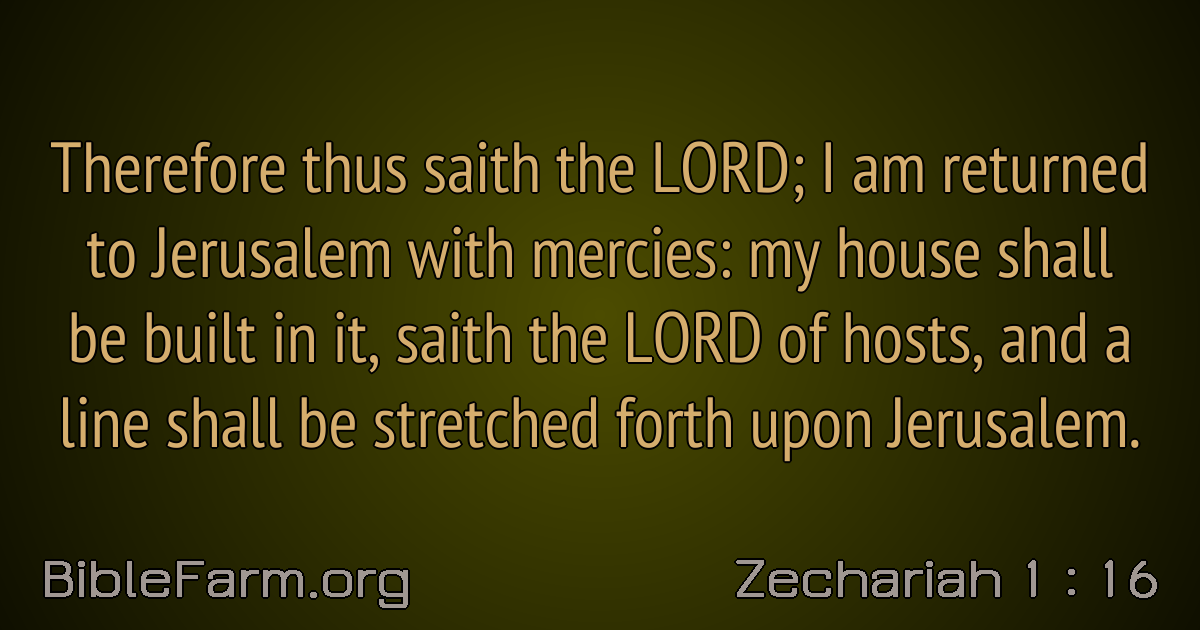 Therefore thus saith the LORD; I am returned
to Jerusalem with mercies: my house shall
be built in it, saith the LORD of hosts, and a
line shall be stretched forth upon Jerusalem.
BibleFarm.org
Zechariah 1 : 16